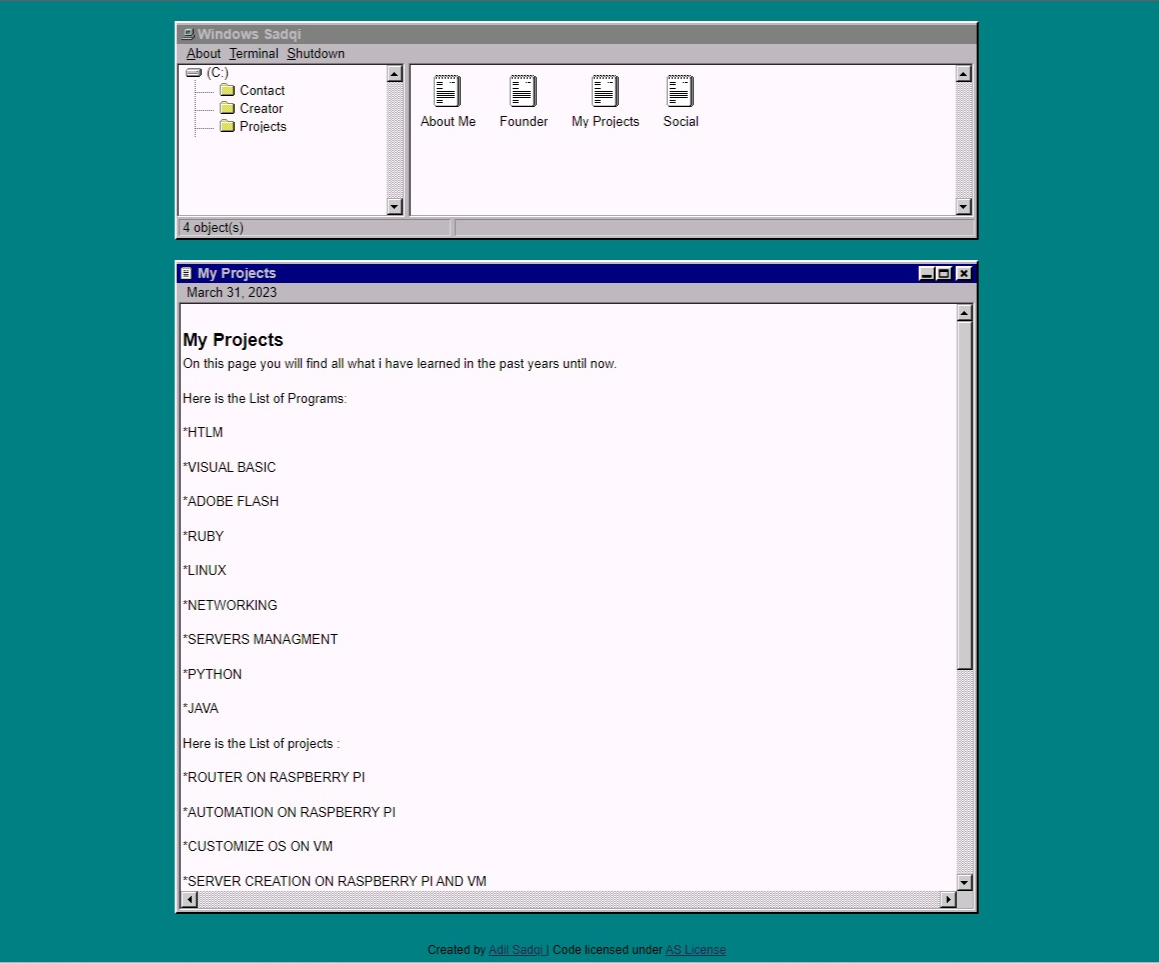 Windows Sadqi
About Terminal Shutdown
(C:)
Contact
Creator
Projects
About Me Founder My Projects Social
4 object(s)
My Projects
March 31, 2023
My Projects
On this page you will find all what i have learned in the past years until now.
Here is the List of Programs:
*HTLM
*VISUAL BASIC
*ADOBE FLASH
*RUBY
*LINUX
*NETWORKING
*SERVERS MANAGMENT
*PYTHON
*JAVA
Here is the List of projects :
*ROUTER ON RASPBERRY PI
*AUTOMATION ON RASPBERRY PI
*CUSTOMIZE OS ON VM
*SERVER CREATION ON RASPBERRY PI AND VM
Created by Adil Sadqi | Code licensed under AS License